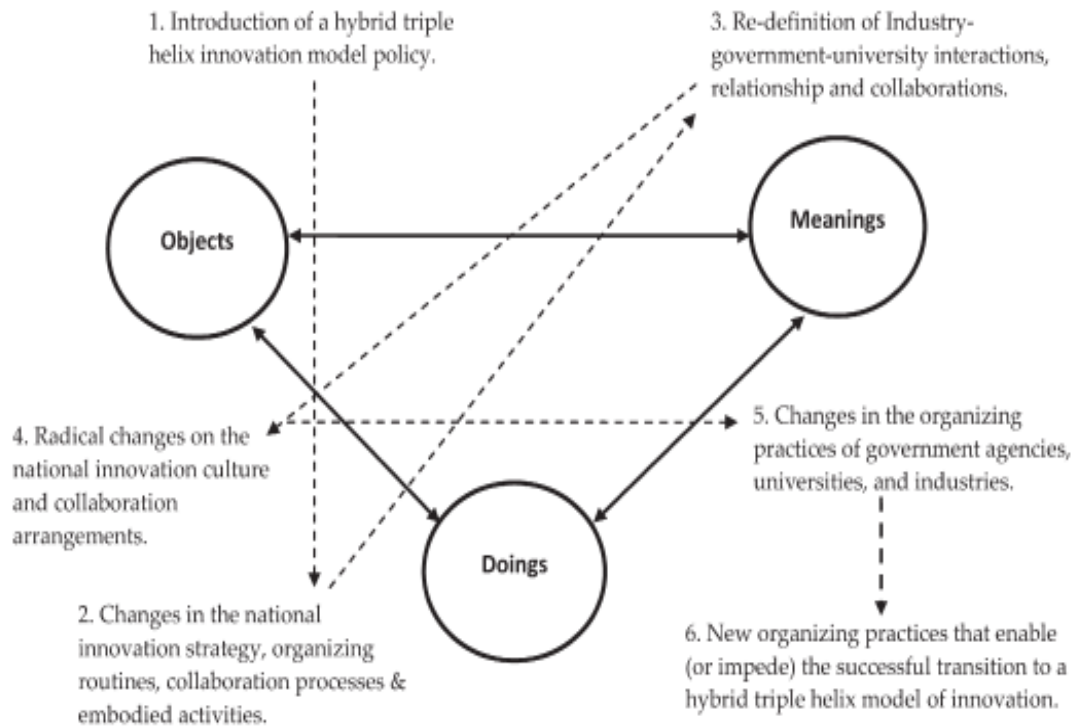 1. Introduction of a hybrid triple
helix innovation model policy.
3. Re-definition of Industry-
government-university interactions,
relationship and collaborations.
Objects
Meanings
4. Radical changes on the
national innovation culture
and collaboration
arrangements.
5. Changes in the organizing
practices of government agencies,
universities, and industries.
Doings
2. Changes in the national
innovation strategy, organizing
routines, collaboration processes &
embodied activities.
6. New organizing practices that enable
(or impede) the successful transition to a
hybrid triple helix model of innovation.